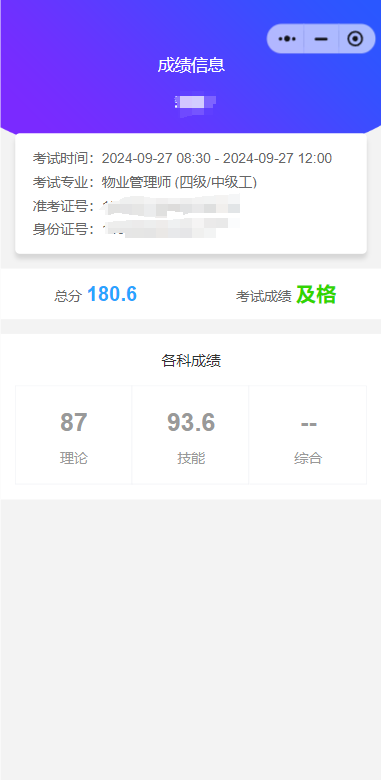 成绩信息
考试时间：2024-09-27 08:30 - 2024-09-27 12:00
考试专业：物业管理师 (四级/中级工)
准考证号：
身份证号：
总分 180.6 考试成绩 及格
各科成绩
87 93.6 --
理论 技能 综合